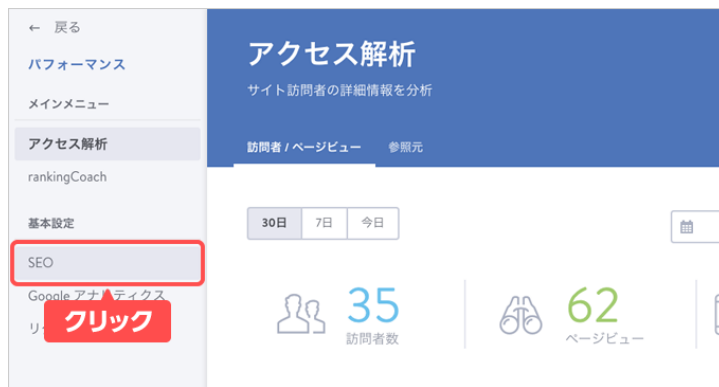 ← 戻る
パフォーマンス
メインメニュー
アクセス解析
rankingCoach
基本設定
SEO
Google アナリティクス
リ
クリック
アクセス解析
サイト訪問者の詳細情報を分析
訪問者 / ページビュー 参照元
30日 7日 今日
35
訪問者数
62
ページビュー